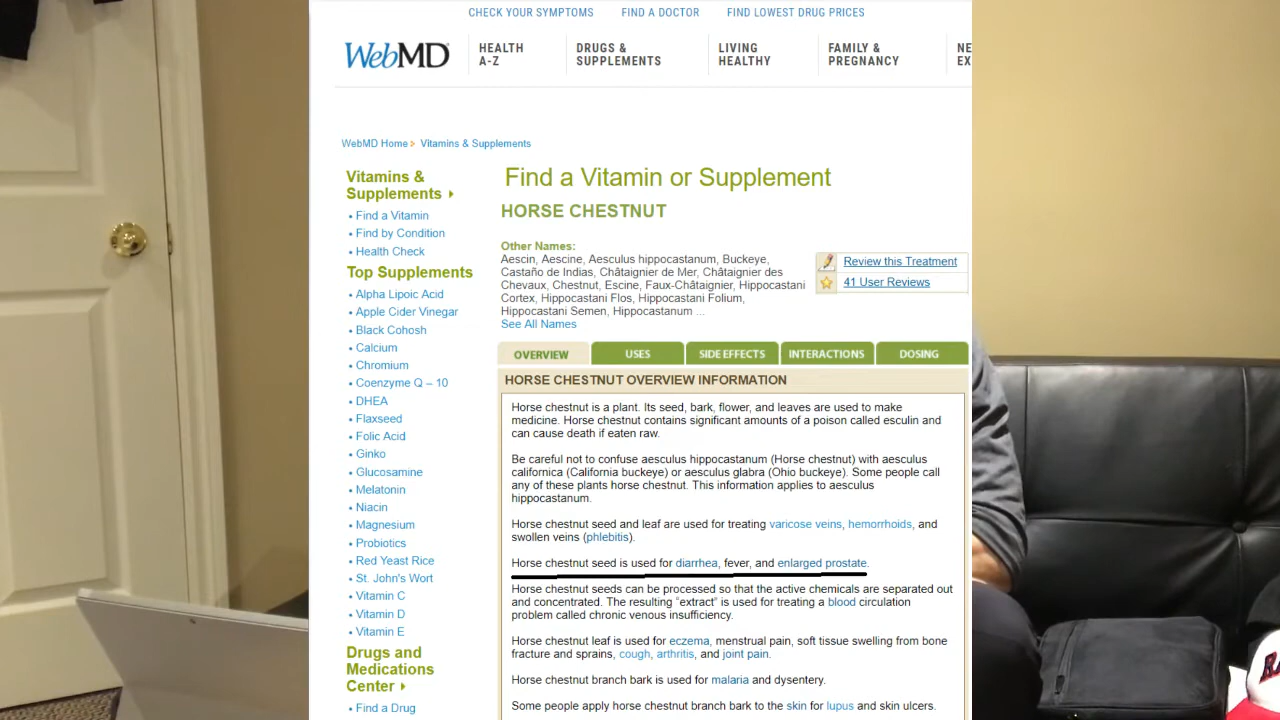 CHECK YOUR SYMPTOMS FIND A DOCTOR FIND LOWEST DRUG PRICES
WebMD
HEALTH
A-Z
DRUGS &
SUPPLEMENTS
LIVING
HEALTHY
FAMILY &
PREGNANCY
NE
EX
WebMD Home > Vitamins & Supplements
Vitamins &
Supplements
Find a Vitamin
Find by Condition
Health Check
Top Supplements
Alpha Lipoic Acid
Apple Cider Vinegar
Black Cohosh
Calcium
Chromium
Coenzyme Q – 10
DHEA
Flaxseed
Folic Acid
Ginko
Glucosamine
Melatonin
Niacin
Magnesium
Probiotics
Red Yeast Rice
St. John's Wort
Vitamin C
Vitamin D
Vitamin E
Drugs and
Medications
Center
Find a Drug
Find a Vitamin or Supplement
HORSE CHESTNUT
Other Names:
Aescin, Aescine, Aesculus hippocastanum, Buckeye,
Castaño de Indias, Châtaignier de Mer, Châtaignier des
Chevaux, Chestnut, Escine, Faux-Châtaignier, Hippocastani
Cortex, Hippocastani Flos, Hippocastani Folium,
Hippocastani Semen, Hippocastanum ...
See All Names
Review this Treatment
41 User Reviews
OVERVIEW USES SIDE EFFECTS INTERACTIONS DOSING
HORSE CHESTNUT OVERVIEW INFORMATION
Horse chestnut is a plant. Its seed, bark, flower, and leaves are used to make
medicine. Horse chestnut contains significant amounts of a poison called esculin and
can cause death if eaten raw.
Be careful not to confuse aesculus hippocastanum (Horse chestnut) with aesculus
californica (California buckeye) or aesculus glabra (Ohio buckeye). Some people call
any of these plants horse chestnut. This information applies to aesculus
hippocastanum.
Horse chestnut seed and leaf are used for treating varicose veins, hemorrhoids, and
swollen veins (phlebitis).
Horse chestnut seed is used for diarrhea, fever, and enlarged prostate.
Horse chestnut seeds can be processed so that the active chemicals are separated out
and concentrated. The resulting “extract” is used for treating a blood circulation
problem called chronic venous insufficiency.
Horse chestnut leaf is used for eczema, menstrual pain, soft tissue swelling from bone
fracture and sprains, cough, arthritis, and joint pain.
Horse chestnut branch bark is used for malaria and dysentery.
Some people apply horse chestnut branch bark to the skin for lupus and skin ulcers.